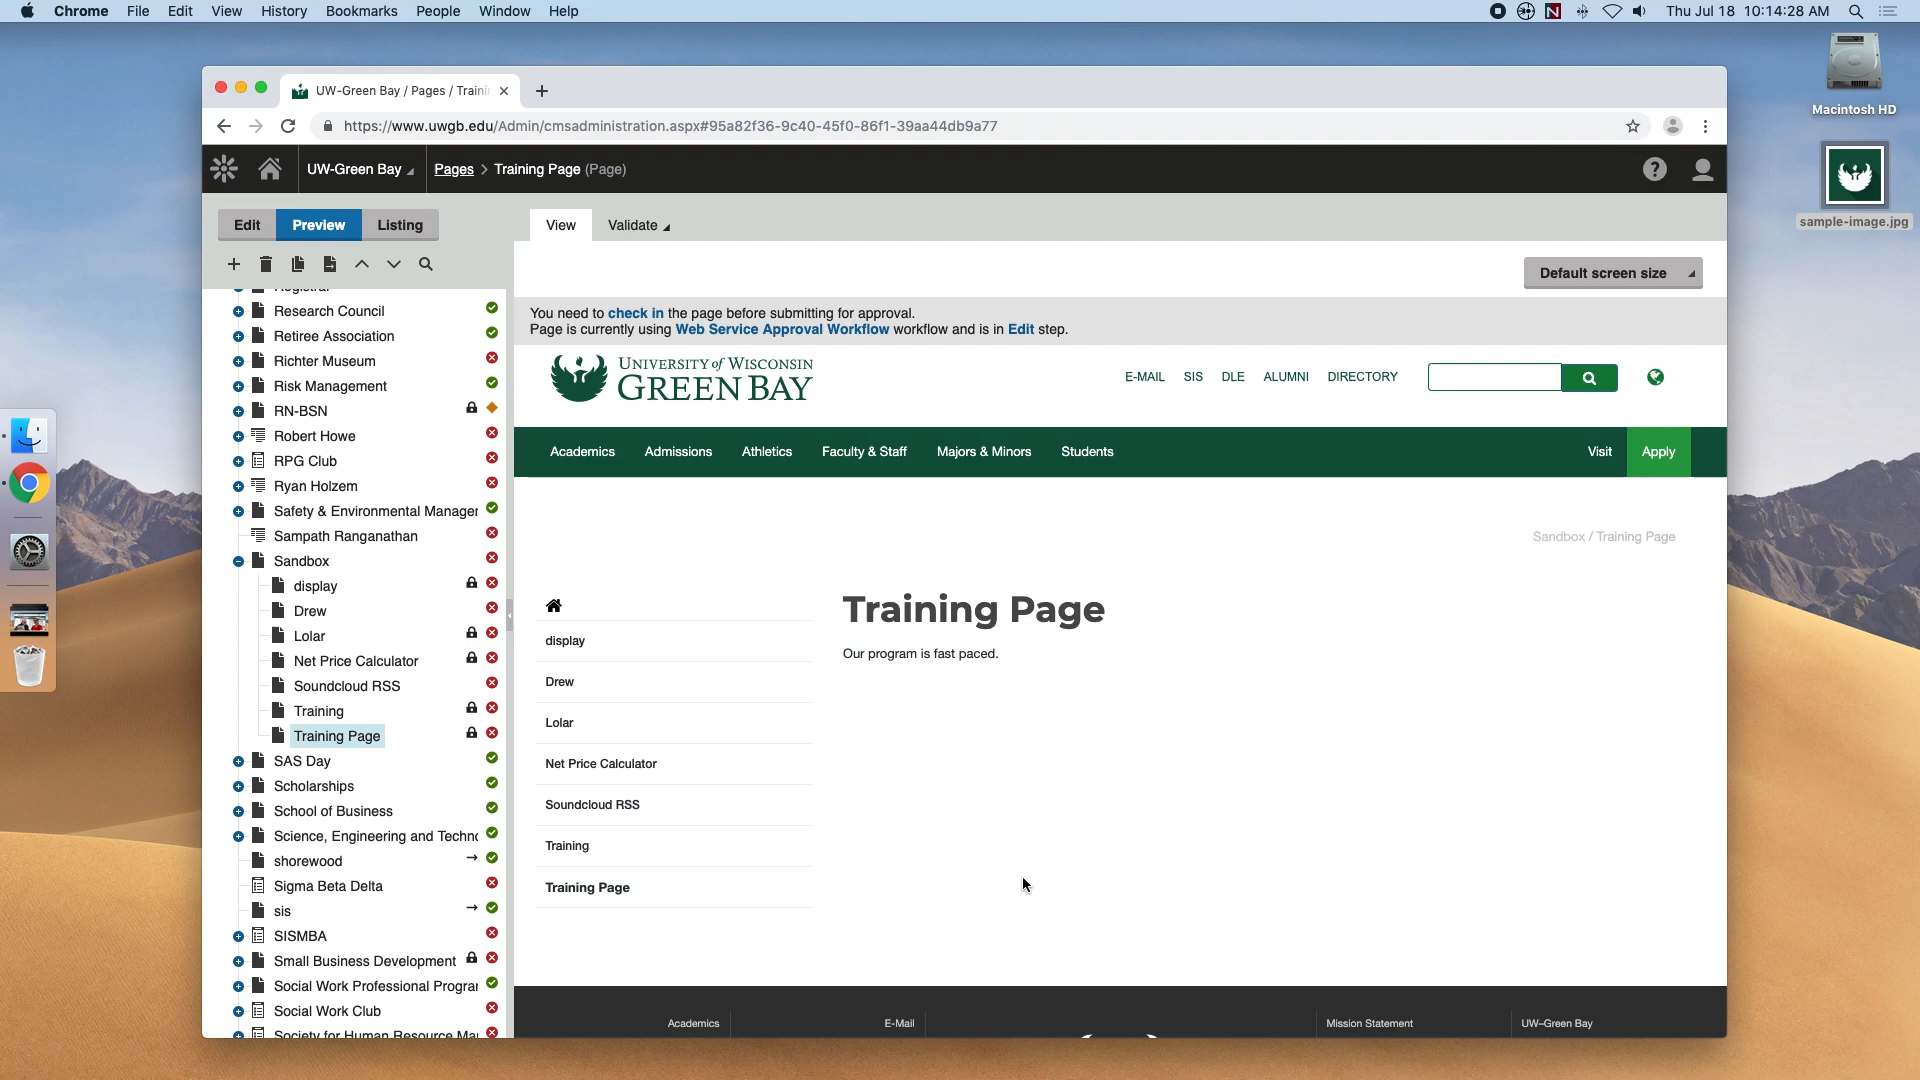 Chrome File Edit View History Bookmarks People Window Help
Thu Jul 18 10:14:28 AM
Macintosh HD
sample-image.jpg
UW-Green Bay / Pages / Traini
https://www.uwgb.edu/Admin/cmsadministration.aspx#95a82f36-9c40-45f0-86f1-39aa44db9a77
UW-Green Bay Pages > Training Page (Page)
Edit Preview Listing
View Validate
Default screen size
You need to check in the page before submitting for approval.
Page is currently using Web Service Approval Workflow workflow and is in Edit step.
Registrar
Research Council
Retiree Association
Richter Museum
Risk Management
RN-BSN
Robert Howe
RPG Club
Ryan Holzem
Safety & Environmental Manager
Sampath Ranganathan
Sandbox
display
Drew
Lolar
Net Price Calculator
Soundcloud RSS
Training
Training Page
SAS Day
Scholarships
School of Business
Science, Engineering and Techno
shorewood
Sigma Beta Delta
sis
SISMBA
Small Business Development
Social Work Professional Prograr
Social Work Club
Society for Human Resource Ma
UNIVERSITY of WISCONSIN
GREEN BAY
E-MAIL SIS DLE ALUMNI DIRECTORY
Academics Admissions Athletics Faculty & Staff Majors & Minors Students Visit Apply
Sandbox / Training Page
display
Drew
Lolar
Net Price Calculator
Soundcloud RSS
Training
Training Page
Training Page
Our program is fast paced.
Academics E-Mail Mission Statement UW-Green Bay